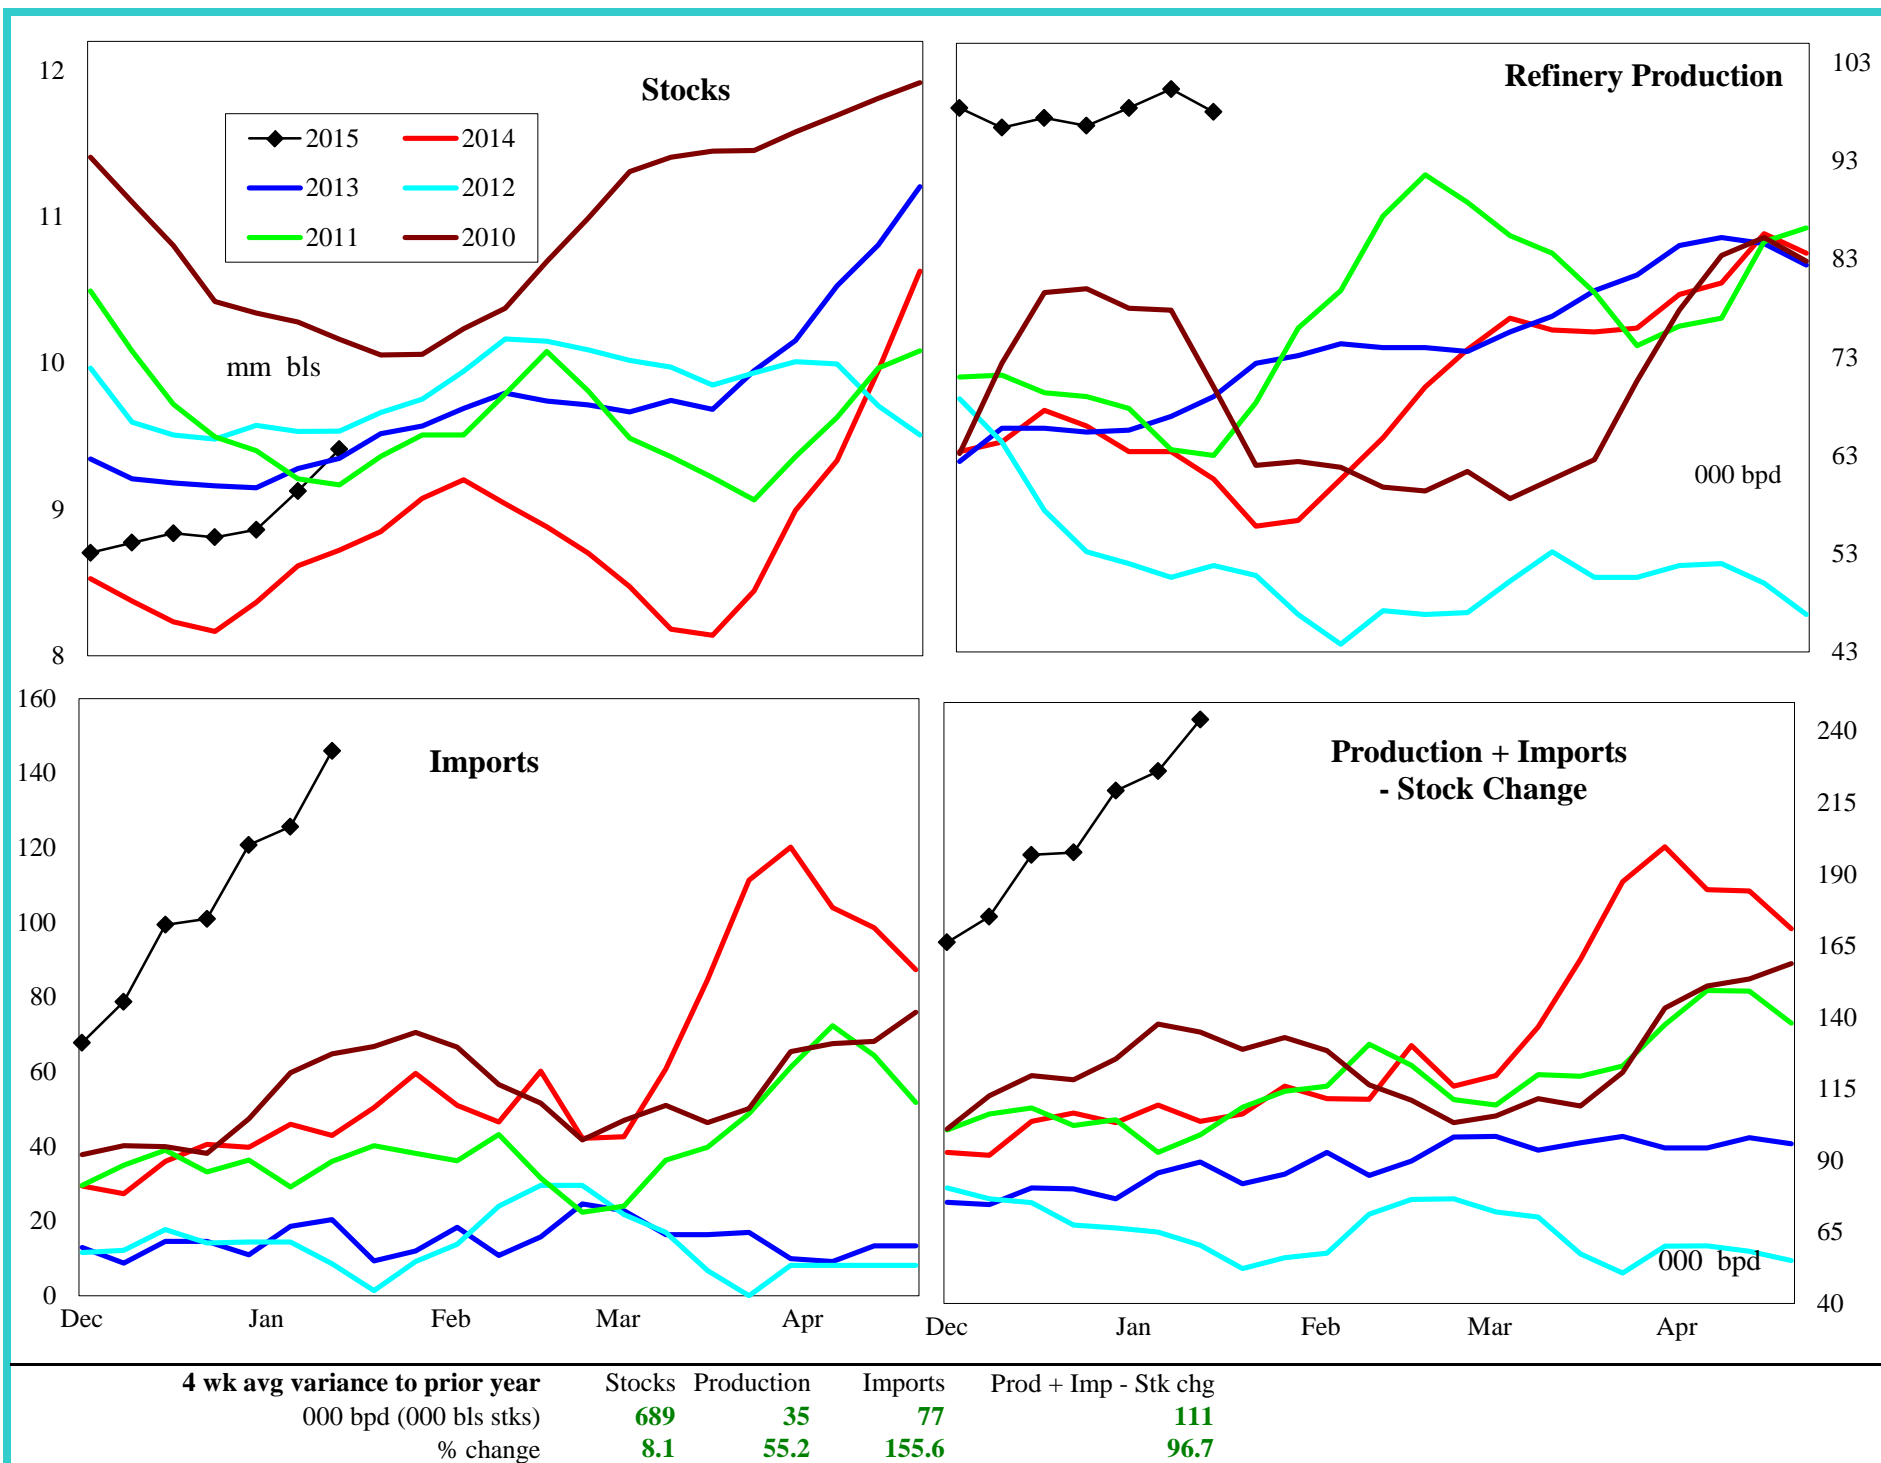 Stocks
12
11
10
9
8
2015
2014
2013
2012
2011
2010
mm bls
Refinery Production
103
93
83
73
63
53
43
000 bpd
Imports
160
140
120
100
80
60
40
20
0
Dec Jan Feb Mar Apr
Production + Imports
- Stock Change
240
215
190
165
140
115
90
65
40
000 bpd
Dec Jan Feb Mar Apr
4 wk avg variance to prior year Stocks Production Imports Prod + Imp - Stk chg
000 bpd (000 bls stks) 689 35 77 111
% change 8.1 55.2 155.6 96.7